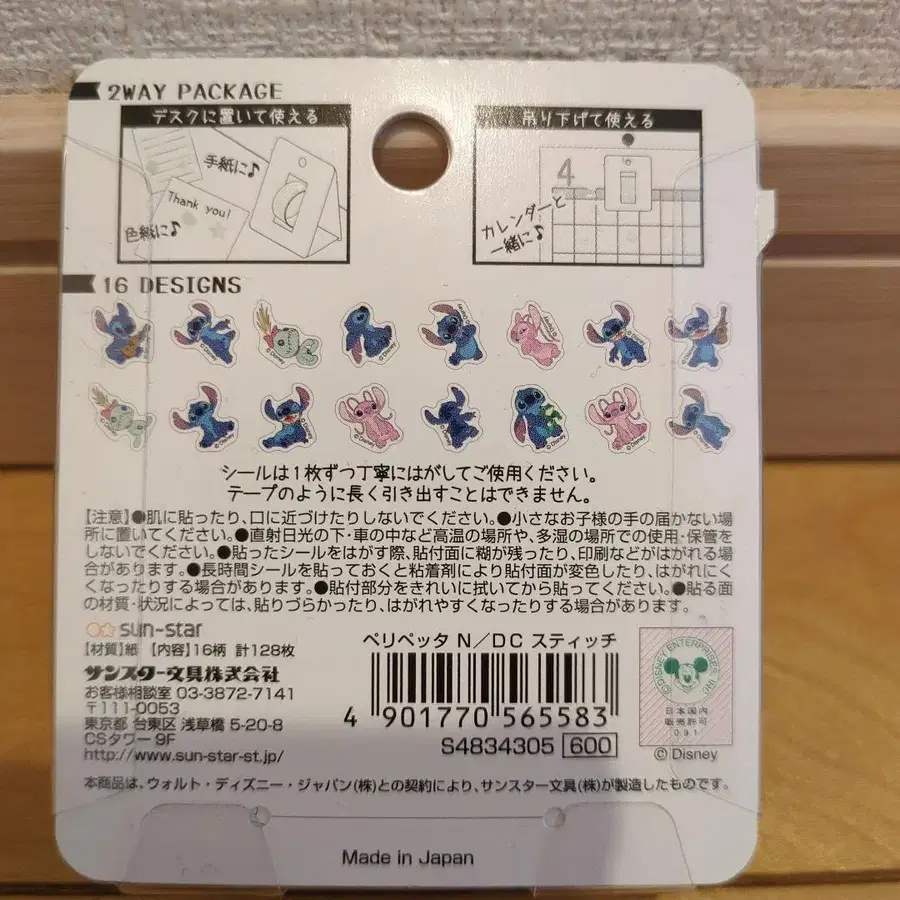 2WAY PACKAGE
デスクに置いて使える
手紙に♪
Thank you!
色紙に♪
吊り下げて使える
4
カレンダーと
一緒に♪
16 DESIGNS
シールは1枚ずつ丁寧にはがしてご使用ください。
テープのように長く引き出すことはできません。
【注意】●肌に貼ったり、口に近づけたりしないでください。●小さなお子様の手の届かない場
所に置いてください。●直射日光の下・車の中など高温の場所や、多湿の場所での使用・保管を
しないでください。●貼ったシールをはがす際、貼付面に糊が残ったり、印刷などがはがれる場
合があります。●長時間シールを貼っておくと粘着剤により貼付面が変色したり、はがれにく
くなったりする場合があります。●貼付部分をきれいに拭いてから貼ってください。●貼る面
の材質・状況によっては、貼りづらかったり、はがれやすくなったりする場合があります。
sun-star
【材質】紙 【内容】16柄 計128枚
サンスター文具株式会社
お客様相談室 03-3872-7141
〒111-0053
東京都 台東区 浅草橋 5-20-8
CSタワー 9F
http://www.sun-star-st.jp/
ペリペッタ N／DC スティッチ
4 901770 565583
S4834305 600
©DISNEY ENTERPRISES, INC.
日本国内
販売許可
091
© Disney
本商品は、ウォルト・ディズニー・ジャパン(株)との契約により、サンスター文具(株)が製造したものです。
Made in Japan